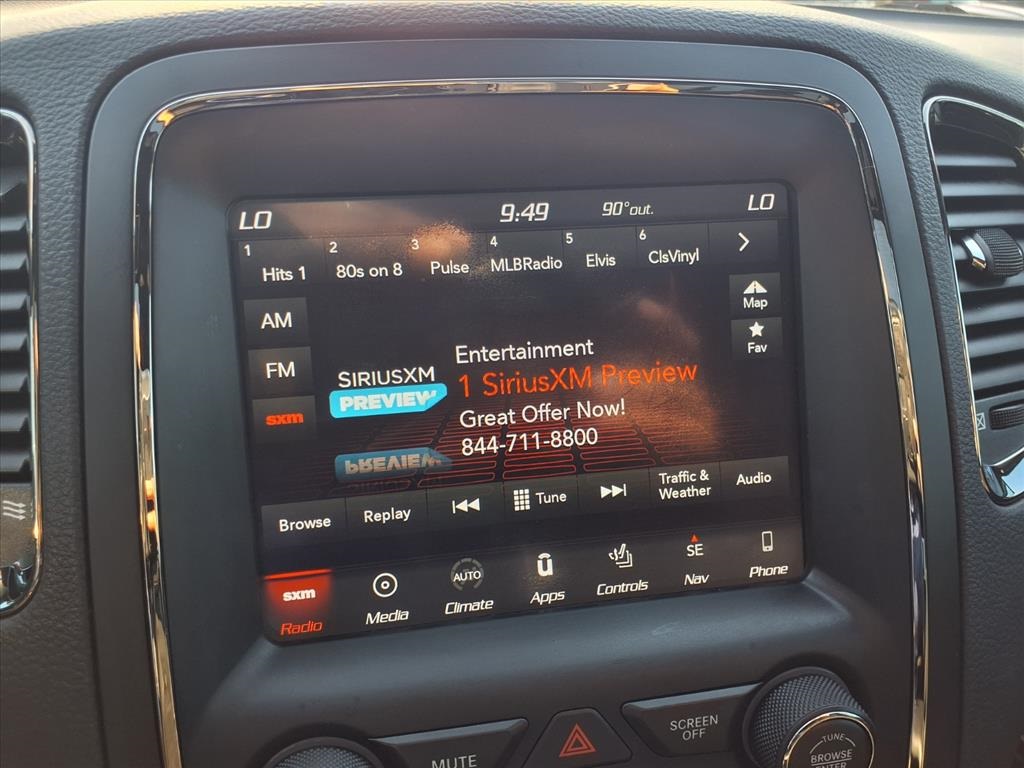 LO 9:49 90°out. LO
1 Hits 1 2 80s on 8 3 Pulse 4 MLBRadio 5 Elvis 6 ClsVinyl
Map
AM
Fav
FM
sxm
SIRIUSXM
PREVIEW
Entertainment
1 SiriusXM Preview
Great Offer Now!
844-711-8800
PREVIEW
Browse Replay Tune Traffic & Weather Audio
sxm AUTO SE
Radio Media Climate Apps Controls Nav Phone
MUTE
SCREEN
OFF
TUNE
BROWSE
ENTER